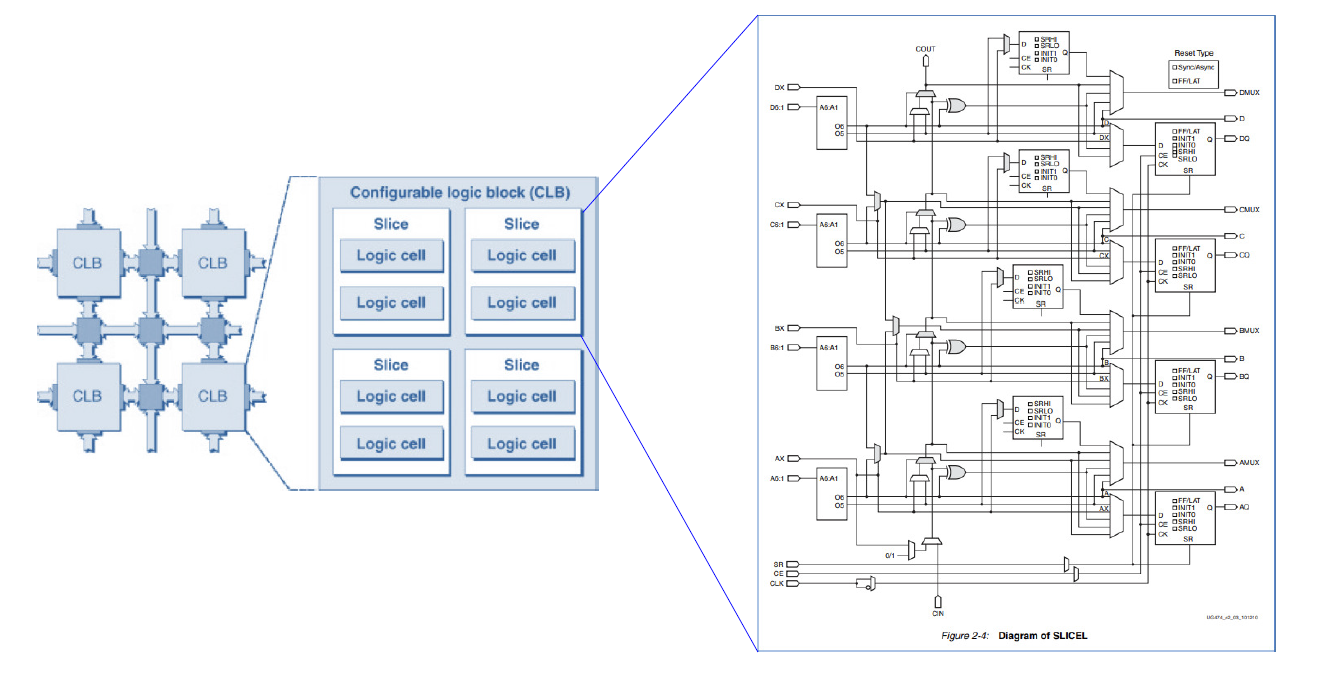 CLB
CLB
CLB
CLB
Configurable logic block (CLB)
Slice
Logic cell
Logic cell
Slice
Logic cell
Logic cell
Slice
Logic cell
Logic cell
Slice
Logic cell
Logic cell
COUT
Reset Type
Sync/Async
FF/LAT
DX
D6:1
A6:A1
O6
O5
SRHI
SRLO
INIT1
INIT0
D
CE
CK
Q
SR
DMUX
D
D
DX
FF/LAT
INIT1
INIT0
SRHI
SRLO
D
CE
CK
Q
SR
DQ
CX
C6:1
A6:A1
O6
O5
SRHI
SRLO
INIT1
INIT0
D
CE
CK
Q
SR
CMUX
C
C
CX
FF/LAT
INIT1
INIT0
SRHI
SRLO
D
CE
CK
Q
SR
CQ
BX
B6:1
A6:A1
O6
O5
SRHI
SRLO
INIT1
INIT0
D
CE
CK
Q
SR
BMUX
B
B
BX
FF/LAT
INIT1
INIT0
SRHI
SRLO
D
CE
CK
Q
SR
BQ
AX
A6:1
A6:A1
O6
O5
SRHI
SRLO
INIT1
INIT0
D
CE
CK
Q
SR
AMUX
A
A
AX
FF/LAT
INIT1
INIT0
SRHI
SRLO
D
CE
CK
Q
SR
AQ
0/1
SR
CE
CLK
CIN
Figure 2-4: Diagram of SLICEL